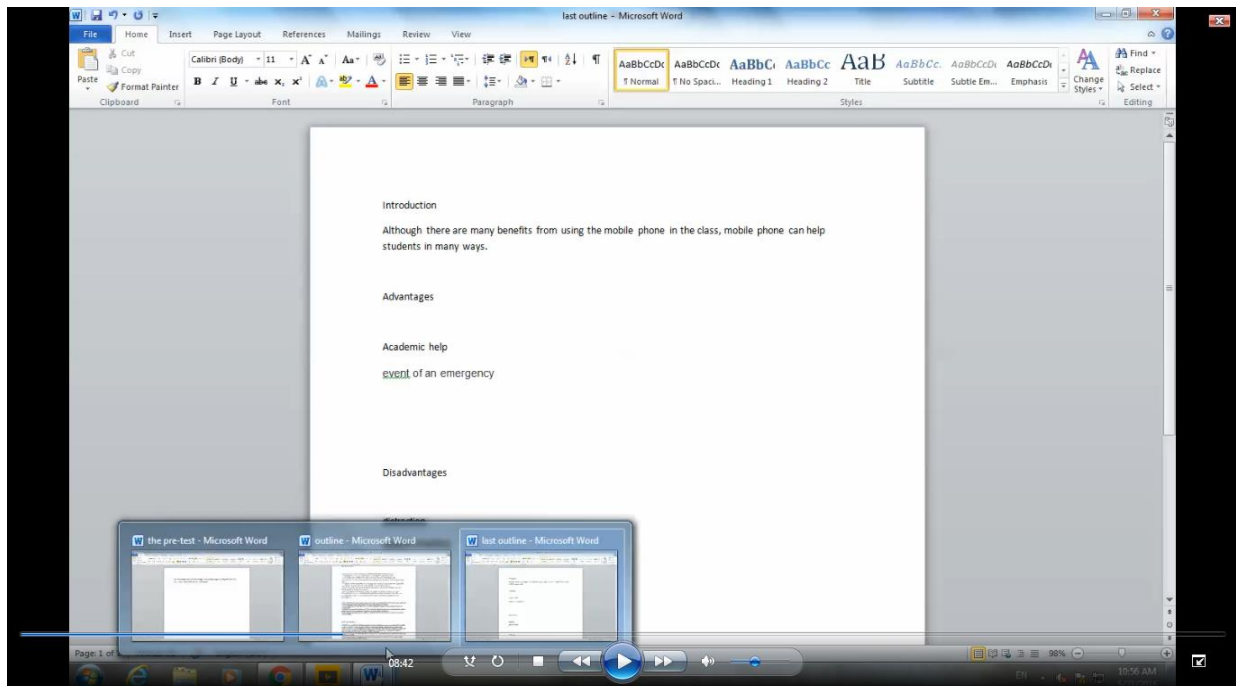 last outline - Microsoft Word
File Home Insert Page Layout References Mailings Review View
Cut
Copy
Format Painter
Paste
Calibri (Body) 11
AaBbCcDc AaBbCcDc AaBbC AaBbCc AaB AaBbCc. AaBbCcDc AaBbCcDc
Normal No Spaci... Heading 1 Heading 2 Title Subtitle Subtle Em... Emphasis
Change Styles
Find
Replace
Select
Clipboard Font Paragraph Styles Editing
Introduction
Although there are many benefits from using the mobile phone in the class, mobile phone can help
students in many ways.
Advantages
Academic help
event of an emergency
Disadvantages
the pre-test - Microsoft Word outline - Microsoft Word last outline - Microsoft Word
Page: 1 of
08:42
98%
EN
10:56 AM